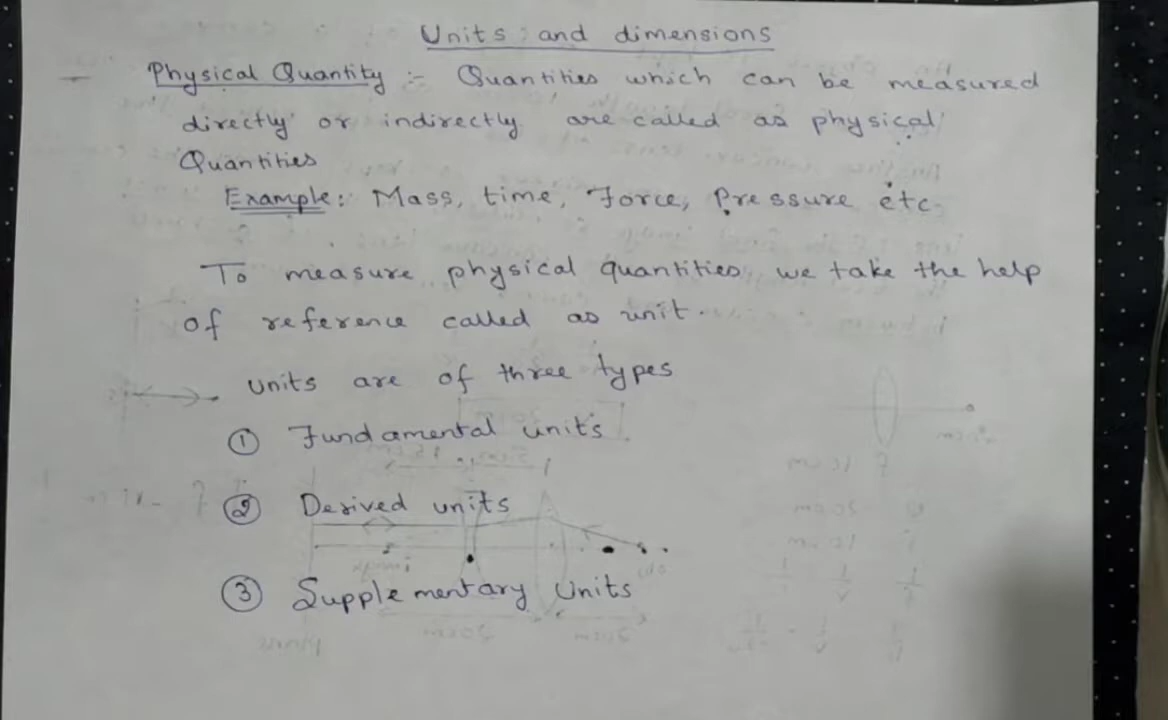 Units and dimensions
Physical Quantity :- Quantities which can be measured
directly or indirectly are called as physical
Quantities
Example: Mass, time, Force, Pressure etc.
To measure physical quantities we take the help
of reference called as unit.
units are of three types
① Fundamental units
② Derived units
③ Supplementary Units